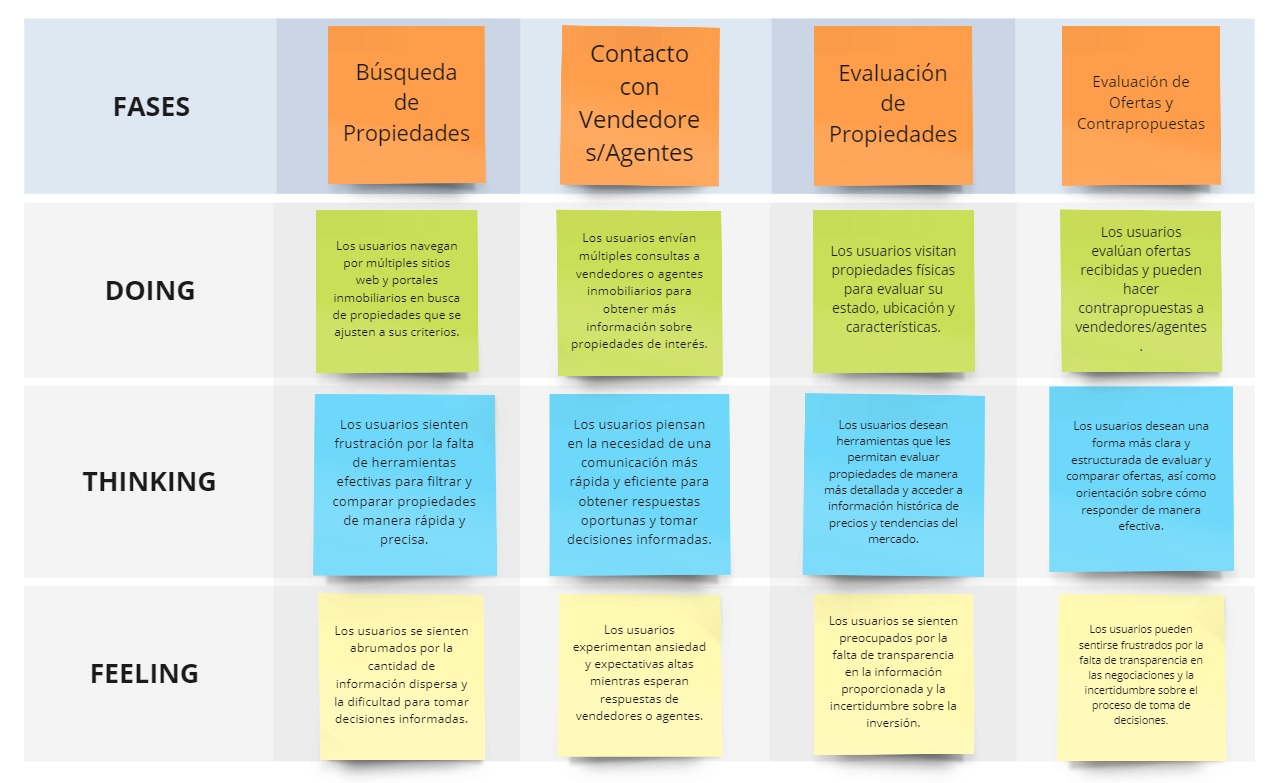 FASES
Búsqueda
de
Propiedades
Contacto
con
Vendedore
s/Agentes
Evaluación
de
Propiedades
Evaluación de
Ofertas y
Contrapropuestas
DOING
Los usuarios navegan
por múltiples sitios
web y portales
inmobiliarios en busca
de propiedades que se
ajusten a sus criterios.
Los usuarios envían
múltiples consultas a
vendedores o agentes
inmobiliarios para
obtener más
información sobre
propiedades de interés.
Los usuarios visitan
propiedades físicas
para evaluar su
estado, ubicación y
características.
Los usuarios
evalúan ofertas
recibidas y pueden
hacer
contrapropuestas a
vendedores/agentes
.
THINKING
Los usuarios sienten
frustración por la falta
de herramientas
efectivas para filtrar y
comparar propiedades
de manera rápida y
precisa.
Los usuarios piensan
en la necesidad de una
comunicación más
rápida y eficiente para
obtener respuestas
oportunas y tomar
decisiones informadas.
Los usuarios desean
herramientas que les
permitan evaluar
propiedades de manera
más detallada y acceder a
información histórica de
precios y tendencias del
mercado.
Los usuarios desean una
forma más clara y
estructurada de evaluar y
comparar ofertas, así como
orientación sobre cómo
responder de manera
efectiva.
FEELING
Los usuarios se sienten
abrumados por la
cantidad de
información dispersa y
la dificultad para tomar
decisiones informadas.
Los usuarios
experimentan ansiedad
y expectativas altas
mientras esperan
respuestas de
vendedores o agentes.
Los usuarios se sienten
preocupados por la
falta de transparencia
en la información
proporcionada y la
incertidumbre sobre la
inversión.
Los usuarios pueden
sentirse frustrados por la
falta de transparencia en
las negociaciones y la
incertidumbre sobre el
proceso de toma de
decisiones.